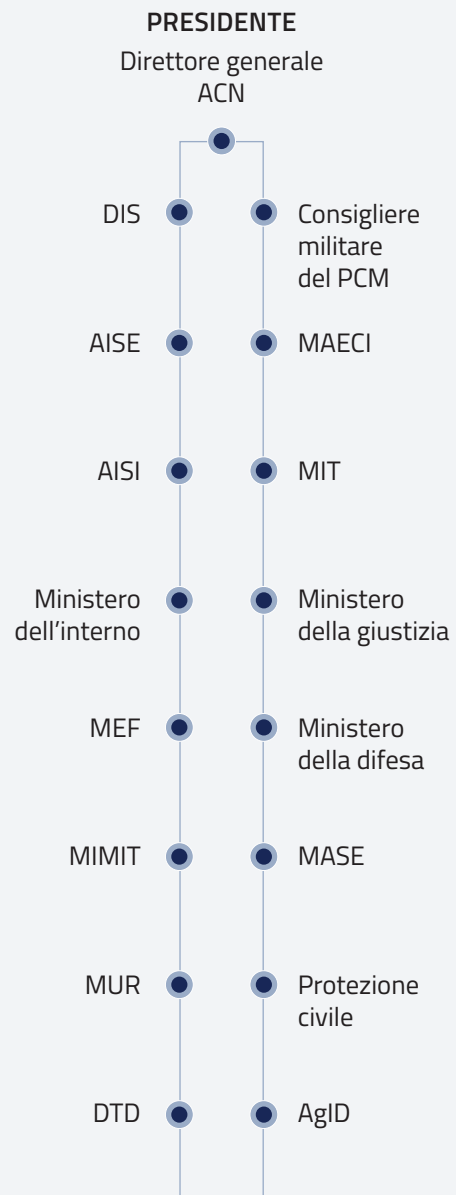 PRESIDENTE
Direttore generale
ACN
DIS
Consigliere
militare
del PCM
AISE
MAECI
AISI
MIT
Ministero
dell'interno
Ministero
della giustizia
MEF
Ministero
della difesa
MIMIT
MASE
MUR
Protezione
civile
DTD
AgID